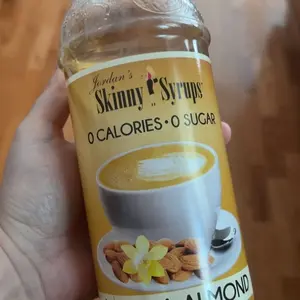 Jordan's
Skinny Syrups
0 CALORIES • 0 SUGAR
ALMOND